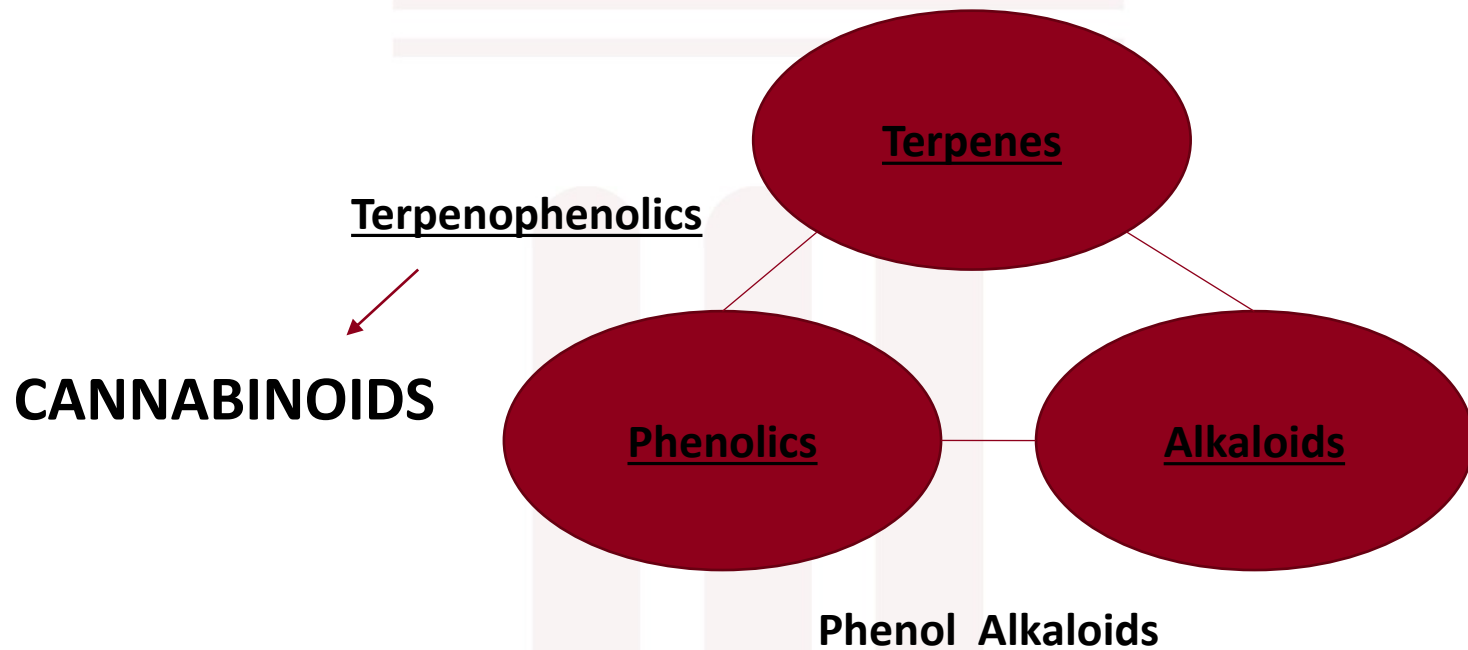 Terpenes
Terpenophenolics
CANNABINOIDS
Phenolics
Alkaloids
Phenol Alkaloids